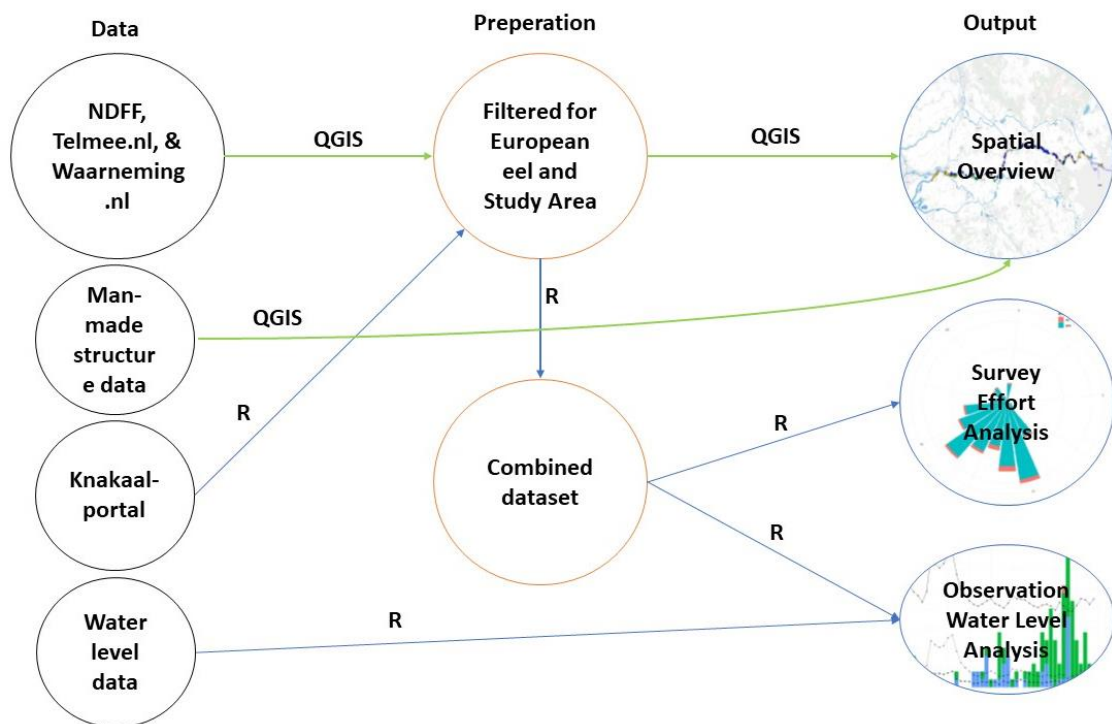 Data
Preperation
Output
NDFF,
Telmee.nl, &
Waarneming
.nl
QGIS
Filtered for
European
eel and
Study Area
QGIS
Spatial
Overview
Man-
made
structur
e data
QGIS
R
R
Knakaal-
portal
Combined
dataset
R
Survey
Effort
Analysis
R
Water
level
data
R
Observation
Water Level
Analysis